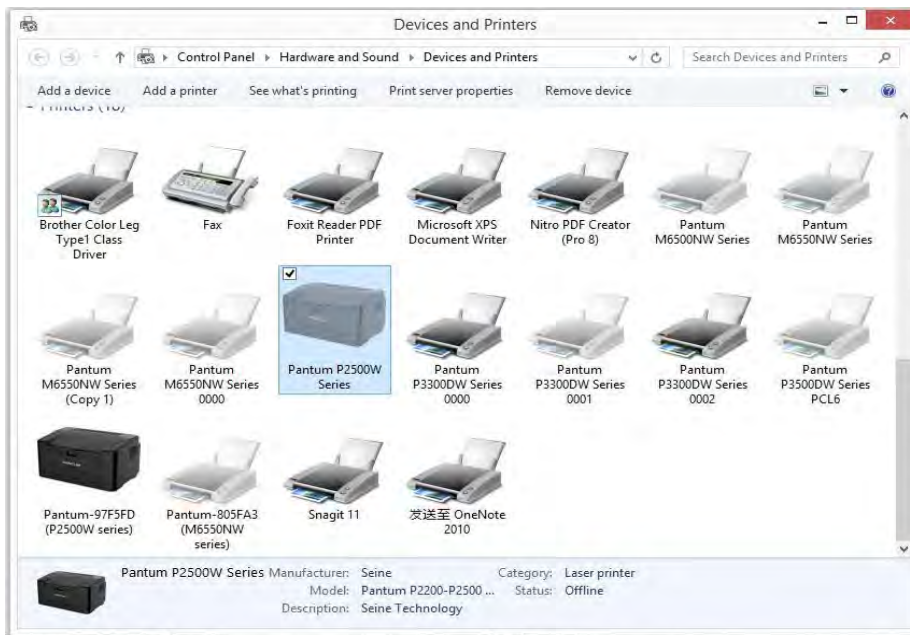 Devices and Printers
Control Panel Hardware and Sound Devices and Printers
Search Devices and Printers
Add a device Add a printer See what's printing Print server properties Remove device
Brother Color Leg
Type1 Class
Driver
Fax
Foxit Reader PDF
Printer
Microsoft XPS
Document Writer
Nitro PDF Creator
(Pro 8)
Pantum
M6500NW Series
Pantum
M6550NW Series
Pantum
M6550NW Series
(Copy 1)
Pantum
M6550NW Series
0000
Pantum P2500W
Series
Pantum
P3300DW Series
0000
Pantum
P3300DW Series
0001
Pantum
P3300DW Series
0002
Pantum
P3500DW Series
PCL6
Pantum-97F5FD
(P2500W series)
Pantum-805FA3
(M6550NW
series)
Snagit 11
发送至 OneNote
2010
Pantum P2500W Series Manufacturer: Seine Category: Laser printer
Model: Pantum P2200-P2500 ... Status: Offline
Description: Seine Technology